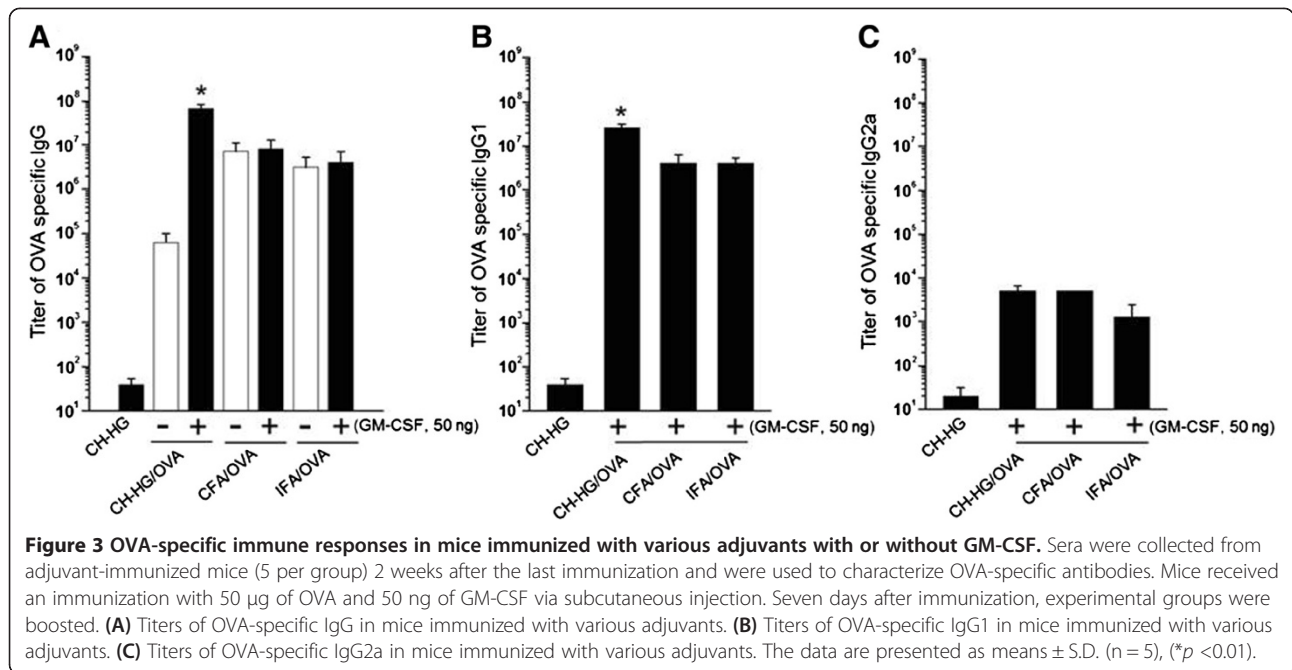 A
Titer of OVA specific IgG
10⁹
10⁸
10⁷
10⁶
10⁵
10⁴
10³
10²
10¹
*
- + - + - + (GM-CSF, 50 ng)
CH-HG
CH-HG/OVA
CFA/OVA
IFA/OVA
B
Titer of OVA specific IgG1
10⁹
10⁸
10⁷
10⁶
10⁵
10⁴
10³
10²
10¹
*
+ + + (GM-CSF, 50 ng)
CH-HG
CH-HG/OVA
CFA/OVA
IFA/OVA
C
Titer of OVA specific IgG2a
10⁹
10⁸
10⁷
10⁶
10⁵
10⁴
10³
10²
10¹
+ + + (GM-CSF, 50 ng)
CH-HG
CH-HG/OVA
CFA/OVA
IFA/OVA
Figure 3 OVA-specific immune responses in mice immunized with various adjuvants with or without GM-CSF. Sera were collected from
adjuvant-immunized mice (5 per group) 2 weeks after the last immunization and were used to characterize OVA-specific antibodies. Mice received
an immunization with 50 μg of OVA and 50 ng of GM-CSF via subcutaneous injection. Seven days after immunization, experimental groups were
boosted. (A) Titers of OVA-specific IgG in mice immunized with various adjuvants. (B) Titers of OVA-specific IgG1 in mice immunized with various
adjuvants. (C) Titers of OVA-specific IgG2a in mice immunized with various adjuvants. The data are presented as means ± S.D. (n = 5), (*p <0.01).